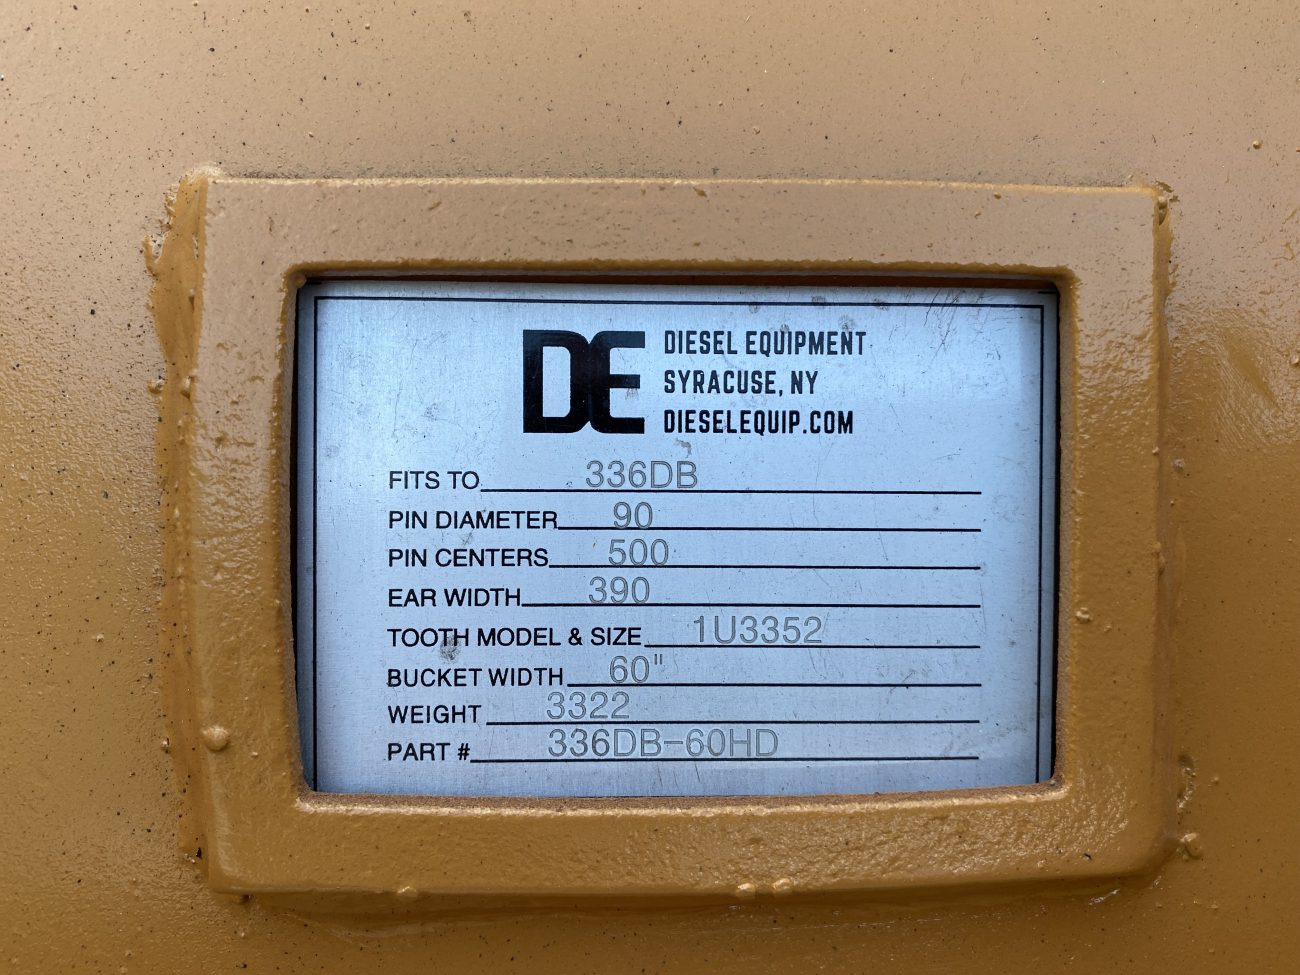 DE
DIESEL EQUIPMENT
SYRACUSE, NY
DIESELEQUIP.COM
FITS TO 336DB
PIN DIAMETER 90
PIN CENTERS 500
EAR WIDTH 390
TOOTH MODEL & SIZE 1U3352
BUCKET WIDTH 60"
WEIGHT 3322
PART # 336DB-60HD